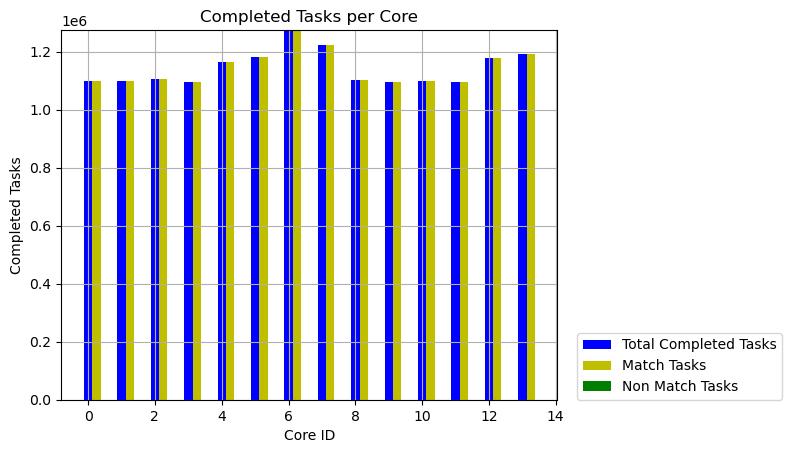 Completed Tasks per Core
1e6
1.2
1.0
0.8
0.6
0.4
0.2
0.0
Completed Tasks
0 2 4 6 8 10 12 14
Core ID
Total Completed Tasks
Match Tasks
Non Match Tasks